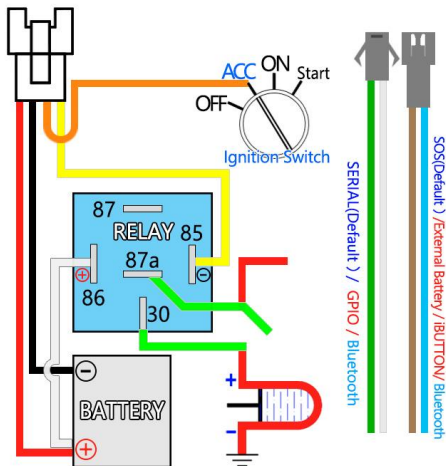 ACC
ON
Start
OFF
Ignition Switch
87
RELAY
85
87a
+
86
-
30
BATTERY
-
+
+
-
SERIAL(Default) / GPIO / Bluetooth
SOS(Default)/External Battery / iBUTTON/ Bluetooth